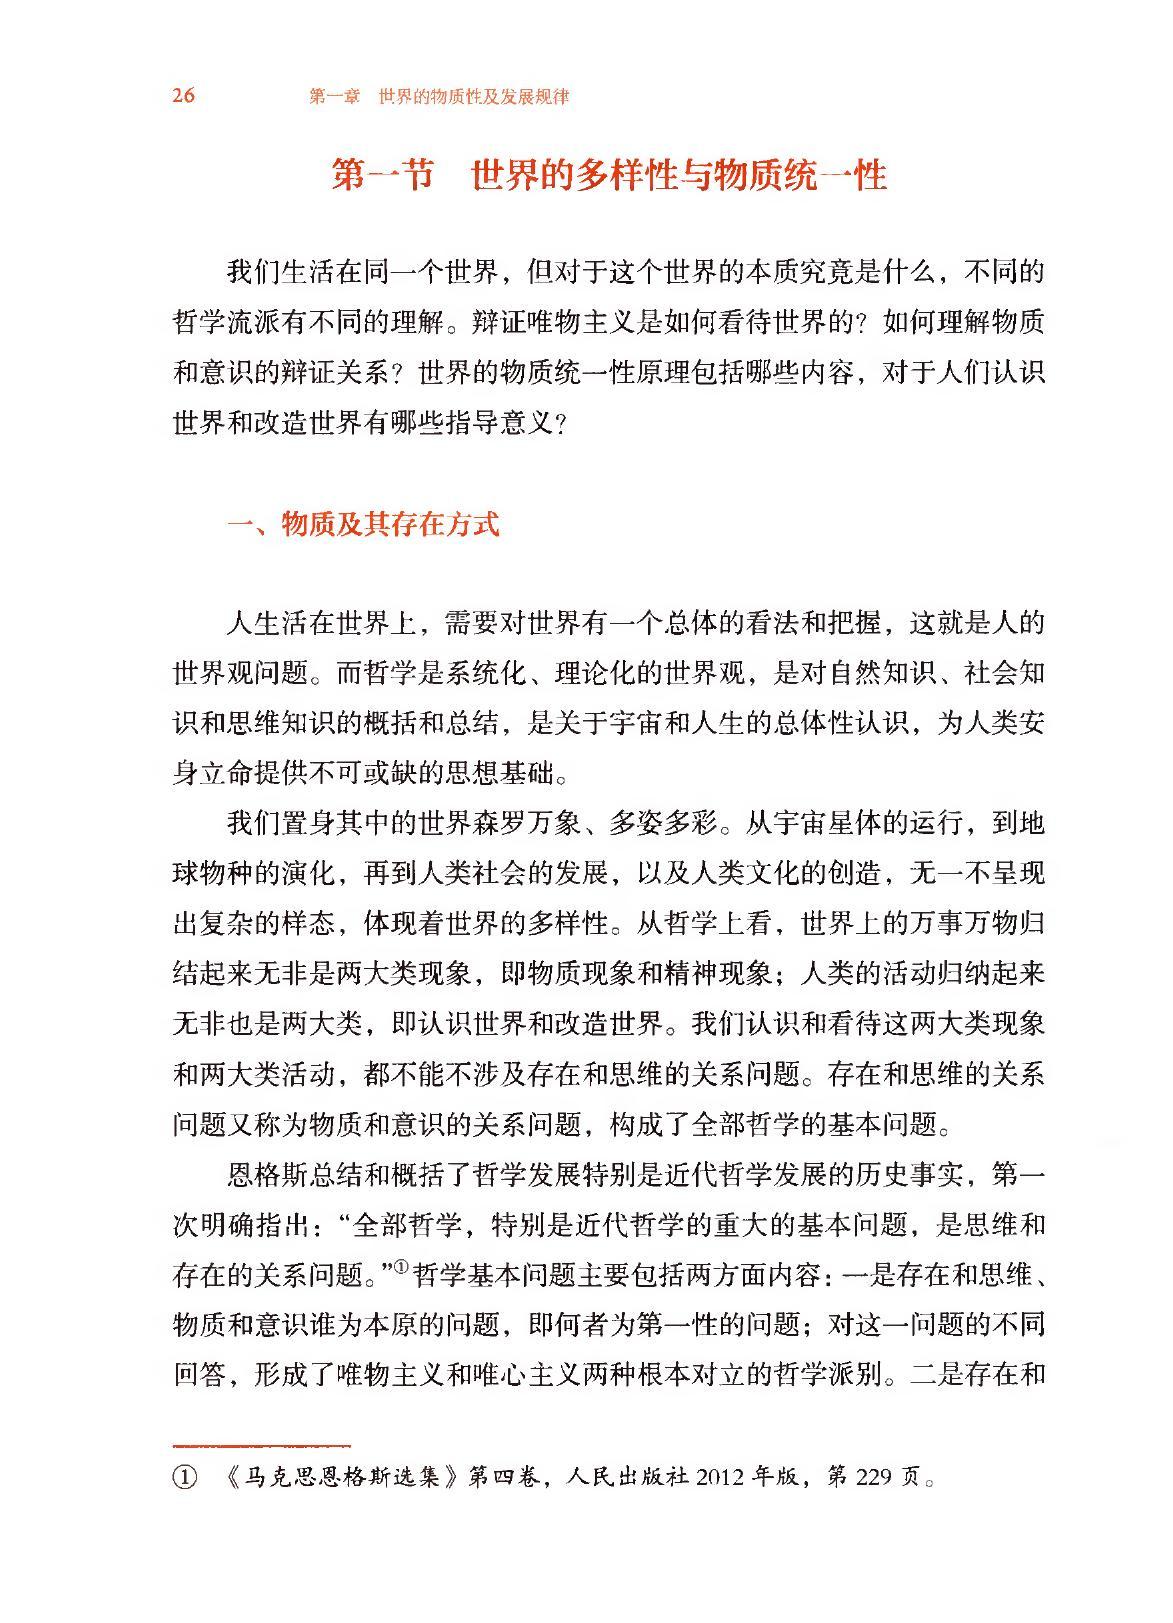 26 第一章 世界的物质性及发展规律
第一节 世界的多样性与物质统一性
我们生活在同一个世界，但对于这个世界的本质究竟是什么，不同的
哲学流派有不同的理解。辩证唯物主义是如何看待世界的？如何理解物质
和意识的辩证关系？世界的物质统一性原理包括哪些内容，对于人们认识
世界和改造世界有哪些指导意义？
一、物质及其存在方式
人生活在世界上，需要对世界有一个总体的看法和把握，这就是人的
世界观问题。而哲学是系统化、理论化的世界观，是对自然知识、社会知
识和思维知识的概括和总结，是关于宇宙和人生的总体性认识，为人类安
身立命提供不可或缺的思想基础。
我们置身其中的世界森罗万象、多姿多彩。从宇宙星体的运行，到地
球物种的演化，再到人类社会的发展，以及人类文化的创造，无一不呈现
出复杂的样态，体现着世界的多样性。从哲学上看，世界上的万事万物归
结起来无非是两大类现象，即物质现象和精神现象；人类的活动归纳起来
无非也是两大类，即认识世界和改造世界。我们认识和看待这两大类现象
和两大类活动，都不能不涉及存在和思维的关系问题。存在和思维的关系
问题又称为物质和意识的关系问题，构成了全部哲学的基本问题。
恩格斯总结和概括了哲学发展特别是近代哲学发展的历史事实，第一
次明确指出：“全部哲学，特别是近代哲学的重大的基本问题，是思维和
存在的关系问题。”①哲学基本问题主要包括两方面内容：一是存在和思维、
物质和意识谁为本原的问题，即何者为第一性的问题；对这一问题的不同
回答，形成了唯物主义和唯心主义两种根本对立的哲学派别。二是存在和
① 《马克思恩格斯选集》第四卷，人民出版社 2012 年版，第 229 页。